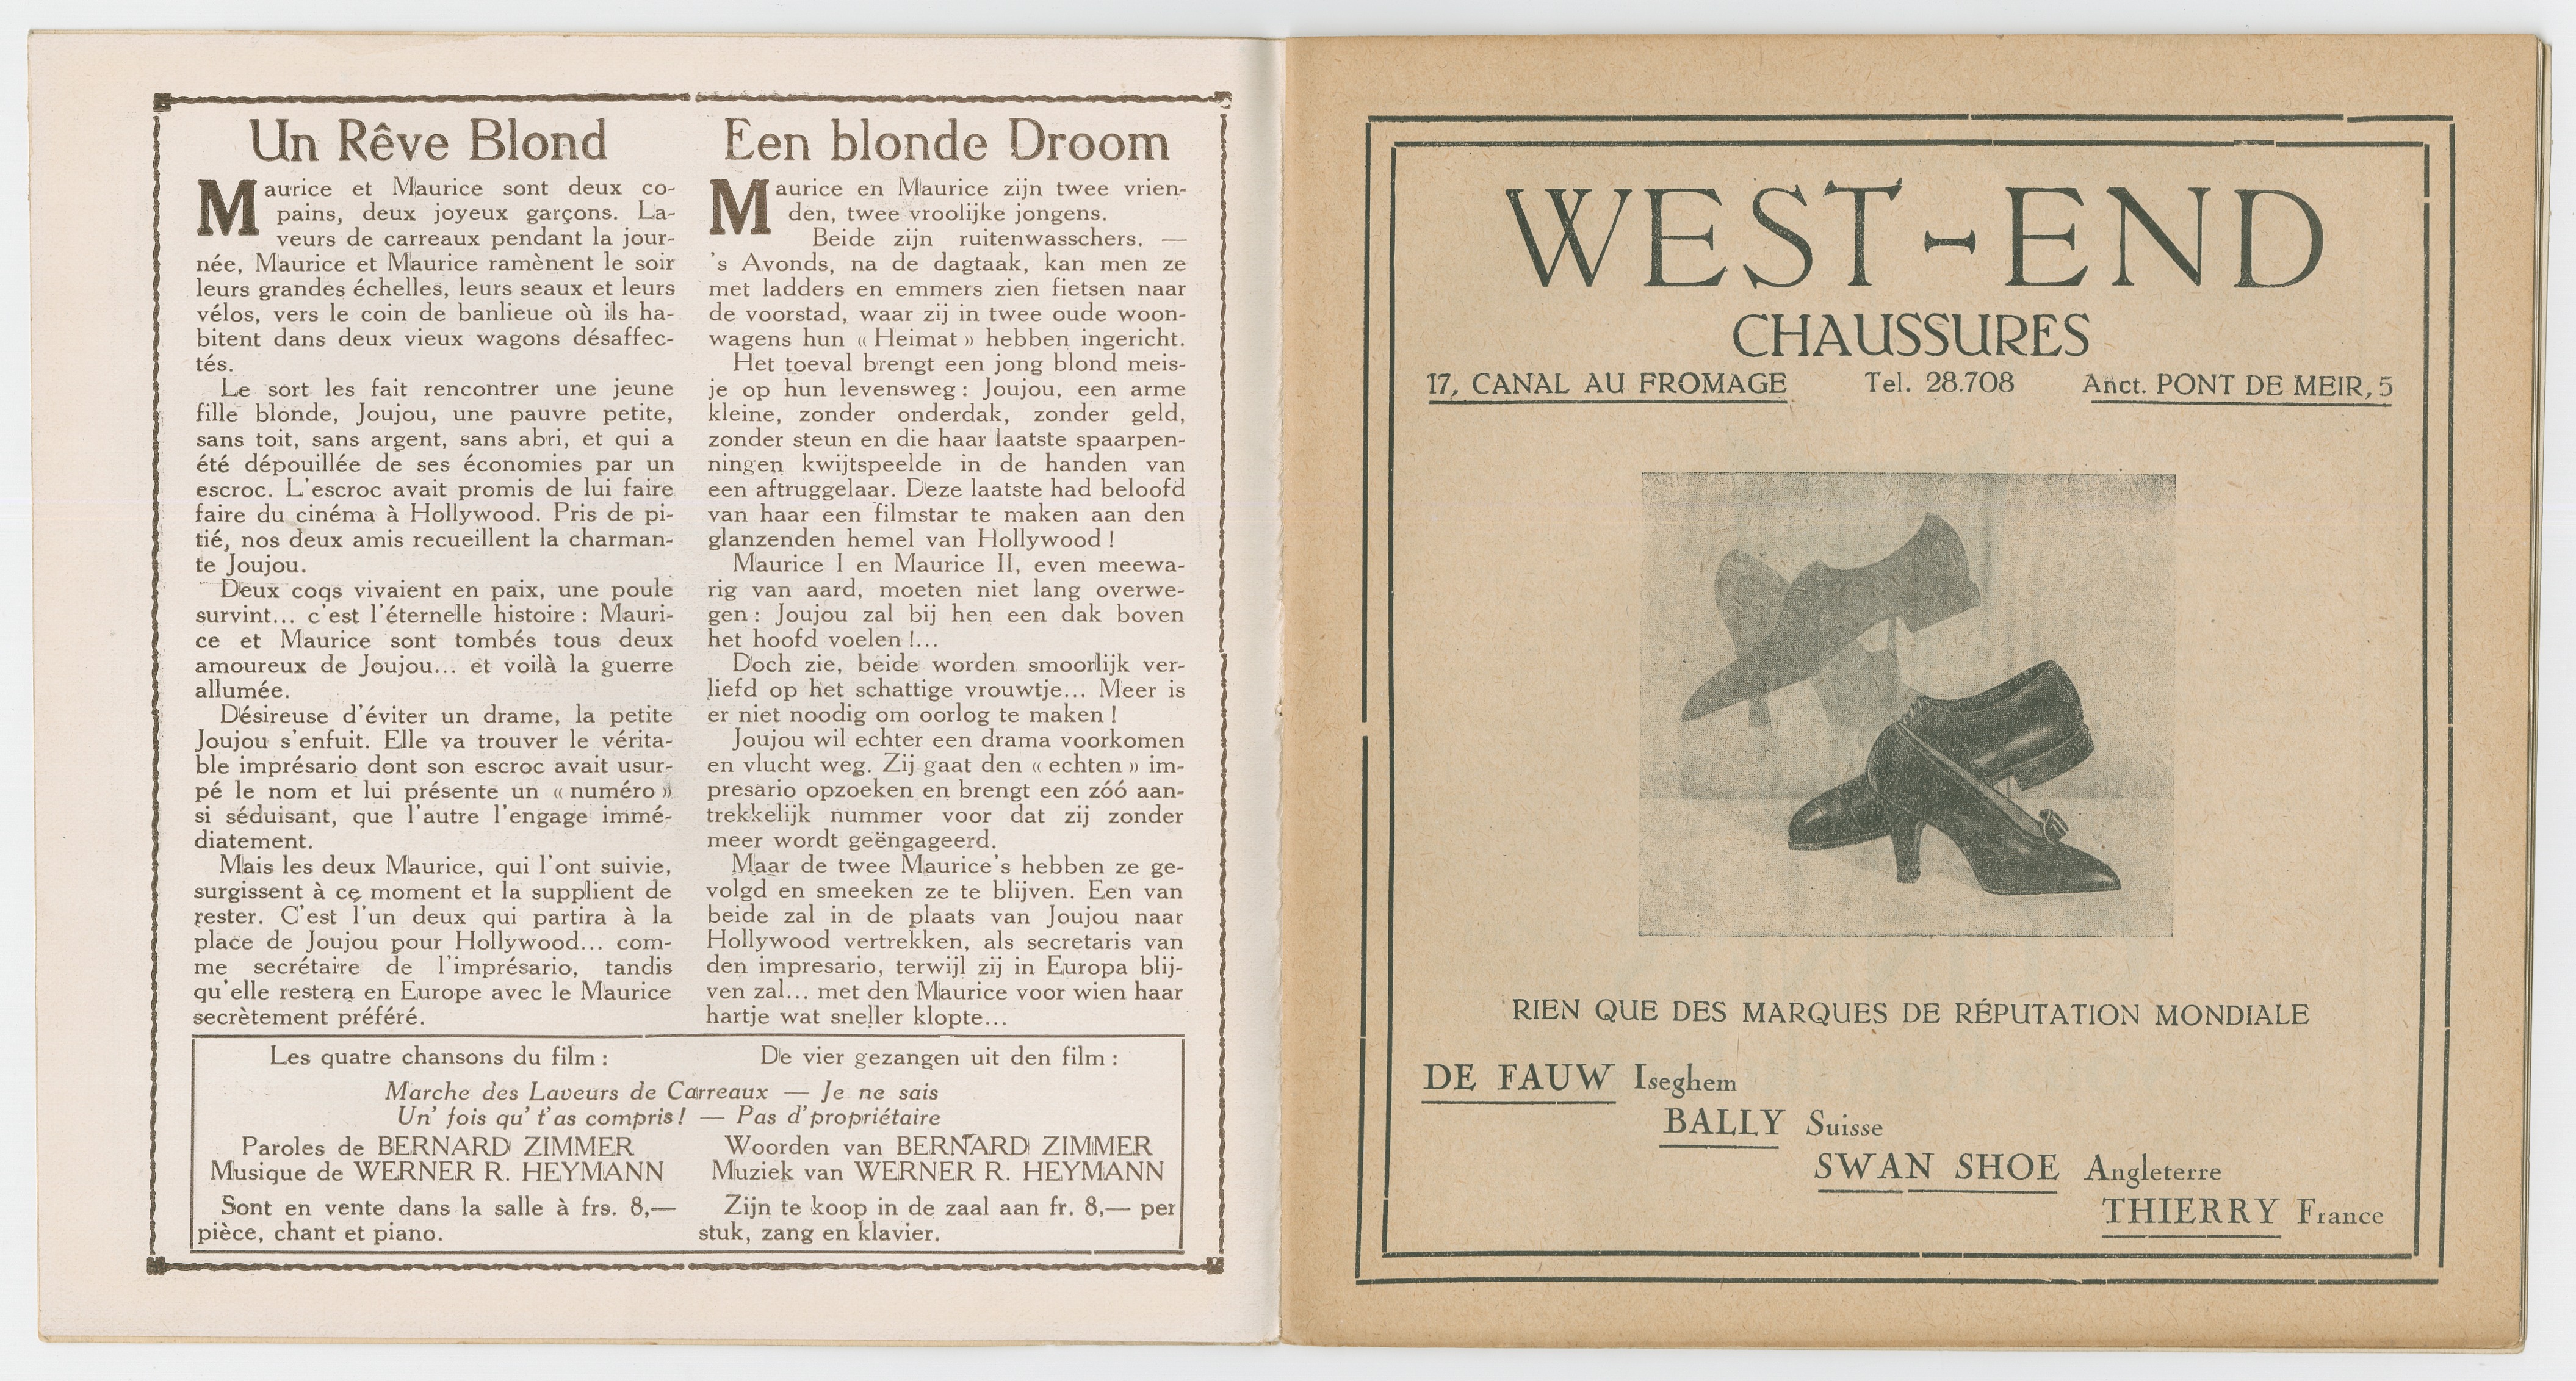 Un Rêve Blond
Maurice et Maurice sont deux co-
pains, deux joyeux garçons. La-
veurs de carreaux pendant la jour-
née, Maurice et Maurice ramènent le soir
leurs grandes échelles, leurs seaux et leurs
vélos, vers le coin de banlieue où ils ha-
bitent dans deux vieux wagons désaffec-
tés.
Le sort les fait rencontrer une jeune
fille blonde, Joujou, une pauvre petite,
sans toit, sans argent, sans abri, et qui a
été dépouillée de ses économies par un
escroc. L'escroc avait promis de lui faire
faire du cinéma à Hollywood. Pris de pi-
tié, nos deux amis recueillent la charman-
te Joujou.
Deux coqs vivaient en paix, une poule
survint... c'est l'éternelle histoire : Mauri-
ce et Maurice sont tombés tous deux
amoureux de Joujou... et voilà la guerre
allumée.
Désireuse d'éviter un drame, la petite
Joujou s'enfuit. Elle va trouver le vérita-
ble imprésario dont son escroc avait usur-
pé le nom et lui présente un « numéro »
si séduisant, que l'autre l'engage immé-
diatement.
Mais les deux Maurice, qui l'ont suivie,
surgissent à ce moment et la supplient de
rester. C'est l'un deux qui partira à la
place de Joujou pour Hollywood... com-
me secrétaire de l'imprésario, tandis
qu'elle restera en Europe avec le Maurice
secrètement préféré.
Een blonde Droom
Maurice en Maurice zijn twee vrien-
den, twee vroolijke jongens.
Beide zijn ruitenwasschers. —
's Avonds, na de dagtaak, kan men ze
met ladders en emmers zien fietsen naar
de voorstad, waar zij in twee oude woon-
wagens hun « Heimat » hebben ingericht.
Het toeval brengt een jong blond meis-
je op hun levensweg : Joujou, een arme
kleine, zonder onderdak, zonder geld,
zonder steun en die haar laatste spaarpen-
ningen kwijtspeelde in de handen van
een aftruggelaar. Deze laatste had beloofd
van haar een filmstar te maken aan den
glanzenden hemel van Hollywood !
Maurice I en Maurice II, even meewa-
rig van aard, moeten niet lang overwe-
gen : Joujou zal bij hen een dak boven
het hoofd voelen !...
Doch zie, beide worden smoorlijk ver-
liefd op het schattige vrouwtje... Meer is
er niet noodig om oorlog te maken !
Joujou wil echter een drama voorkomen
en vlucht weg. Zij gaat den « echten » im-
presario opzoeken en brengt een zóó aan-
trekkelijk nummer voor dat zij zonder
meer wordt geëngageerd.
Maar de twee Maurice's hebben ze ge-
volgd en smeeken ze te blijven. Een van
beide zal in de plaats van Joujou naar
Hollywood vertrekken, als secretaris van
den impresario, terwijl zij in Europa blij-
ven zal... met den Maurice voor wien haar
hartje wat sneller klopte...
Les quatre chansons du film :
De vier gezangen uit den film :
Marche des Laveurs de Carreaux — Je ne sais
Un' fois qu' t'as compris ! — Pas d'propriétaire
Paroles de BERNARD ZIMMER
Musique de WERNER R. HEYMANN
Sont en vente dans la salle à frs. 8,—
pièce, chant et piano.
Woorden van BERNARD ZIMMER
Muziek van WERNER R. HEYMANN
Zijn te koop in de zaal aan fr. 8,— per
stuk, zang en klavier.
WEST-END
CHAUSSURES
17, CANAL AU FROMAGE Tel. 28.708 Anct. PONT DE MEIR, 5
RIEN QUE DES MARQUES DE RÉPUTATION MONDIALE
DE FAUW Iseghem
BALLY Suisse
SWAN SHOE Angleterre
THIERRY France